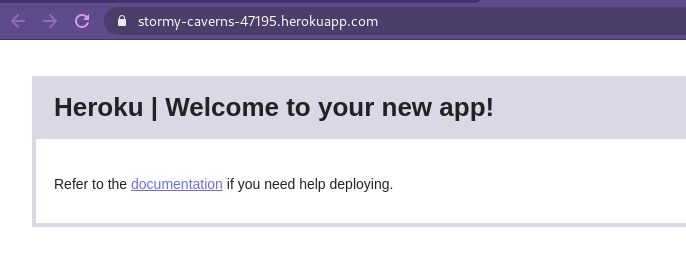 stormy-caverns-47195.herokuapp.com
Heroku | Welcome to your new app!
Refer to the documentation if you need help deploying.